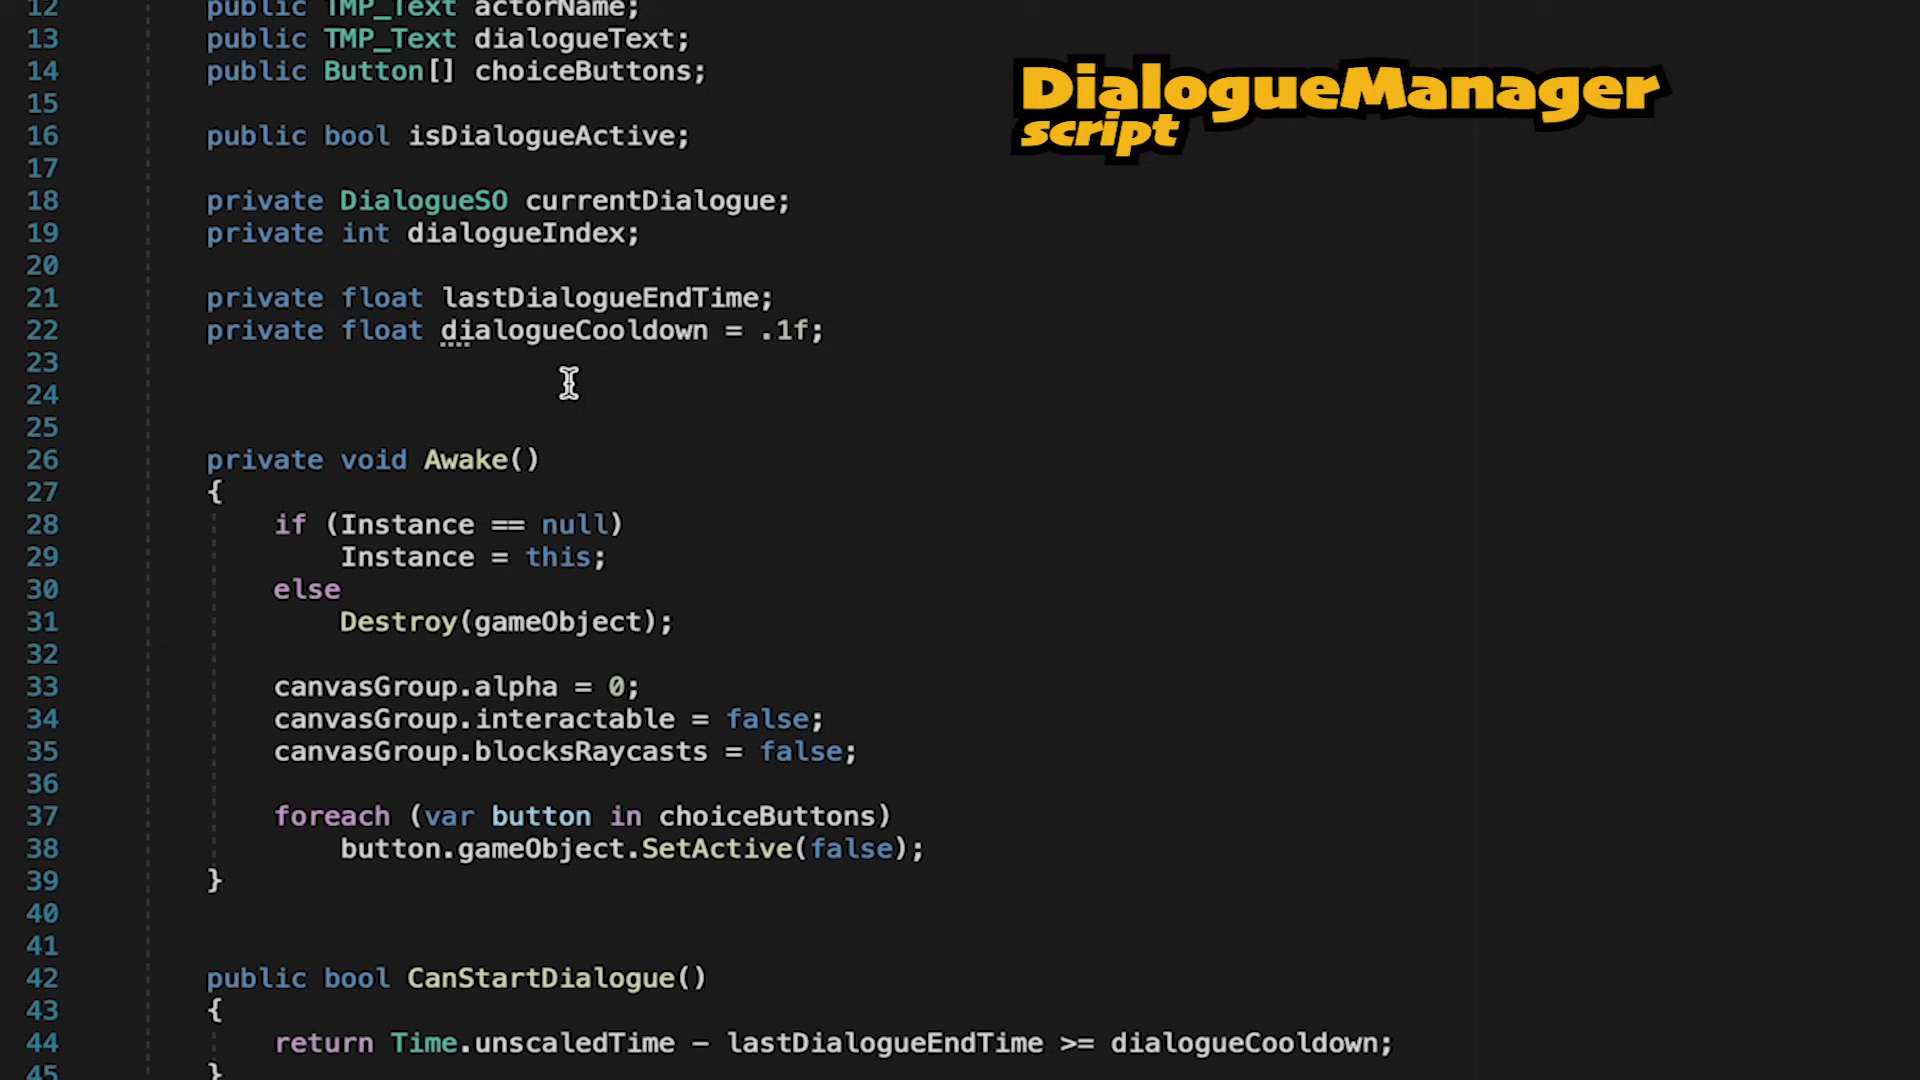 12 public TMP_Text actorName;
13 public TMP_Text dialogueText;
14 public Button[] choiceButtons;
15
16 public bool isDialogueActive;
17
18 private DialogueSO currentDialogue;
19 private int dialogueIndex;
20
21 private float lastDialogueEndTime;
22 private float dialogueCooldown = .1f;
23
24
25
26 private void Awake()
27 {
28 if (Instance == null)
29 Instance = this;
30 else
31 Destroy(gameObject);
32
33 canvasGroup.alpha = 0;
34 canvasGroup.interactable = false;
35 canvasGroup.blocksRaycasts = false;
36
37 foreach (var button in choiceButtons)
38 button.gameObject.SetActive(false);
39 }
40
41
42 public bool CanStartDialogue()
43 {
44 return Time.unscaledTime - lastDialogueEndTime >= dialogueCooldown;
45 }
DialogueManager
script